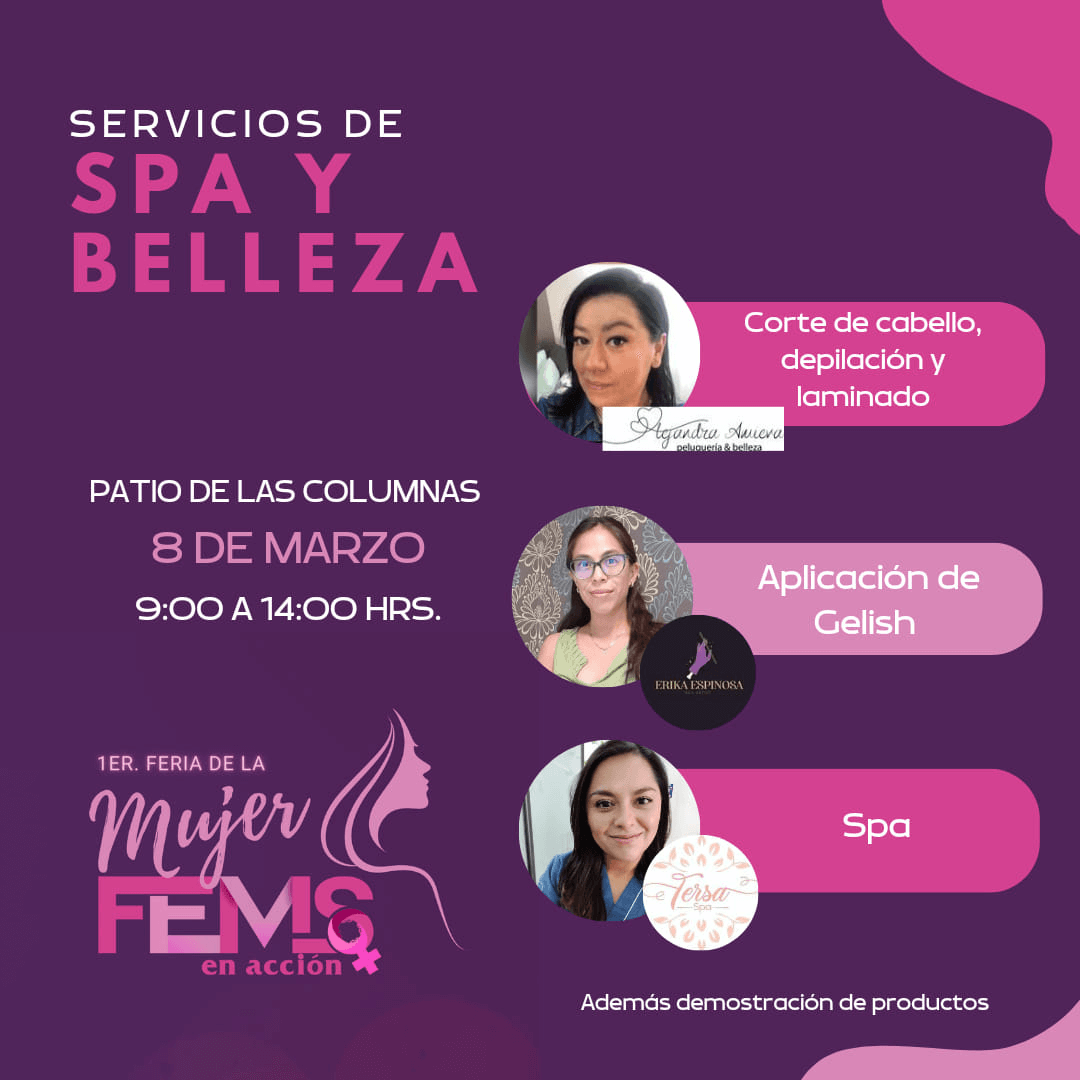 SERVICIOS DE
SPA Y
BELLEZA
Corte de cabello,
depilación y
laminado
Alejandra Amieva
peluquería & belleza
PATIO DE LAS COLUMNAS
8 DE MARZO
9:00 A 14:00 HRS.
Aplicación de
Gelish
ERIKA ESPINOSA
1ER. FERIA DE LA
Mujer
FEMS
en acción
Spa
Tersa
Spa
Además demostración de productos